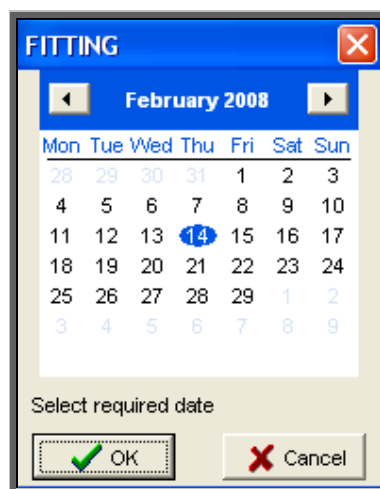 FITTING
February 2008
Mon Tue Wed Thu Fri Sat Sun
28 29 30 31 1 2 3
4 5 6 7 8 9 10
11 12 13 14 15 16 17
18 19 20 21 22 23 24
25 26 27 28 29 1 2
3 4 5 6 7 8 9
Select required date
OK Cancel